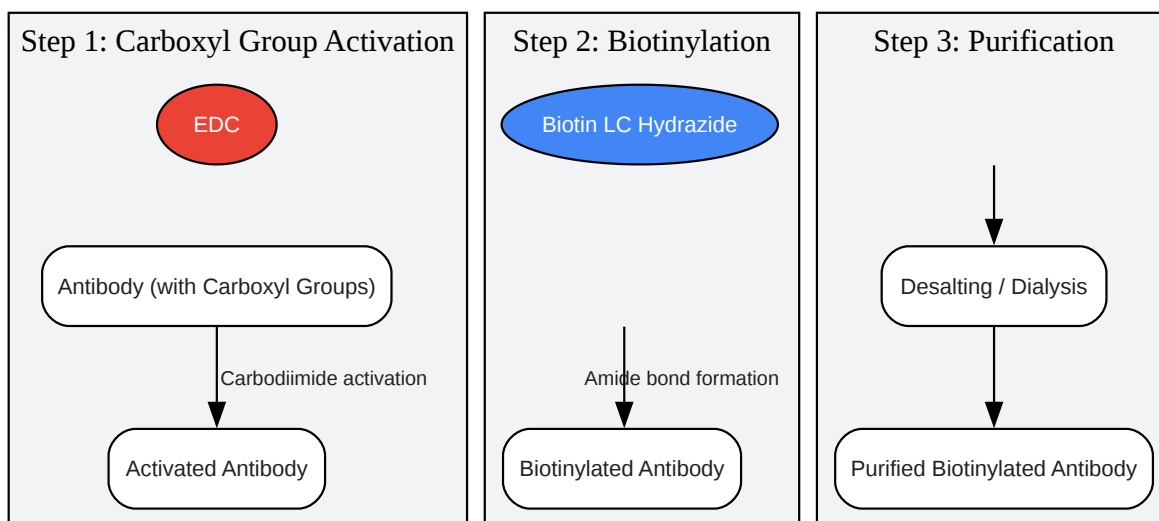 Step 1: Carboxyl Group Activation
EDC
Antibody (with Carboxyl Groups)
Carbodiimide activation
Activated Antibody
Step 2: Biotinylation
Biotin LC Hydrazide
Amide bond formation
Biotinylated Antibody
Step 3: Purification
Desalting / Dialysis
Purified Biotinylated Antibody